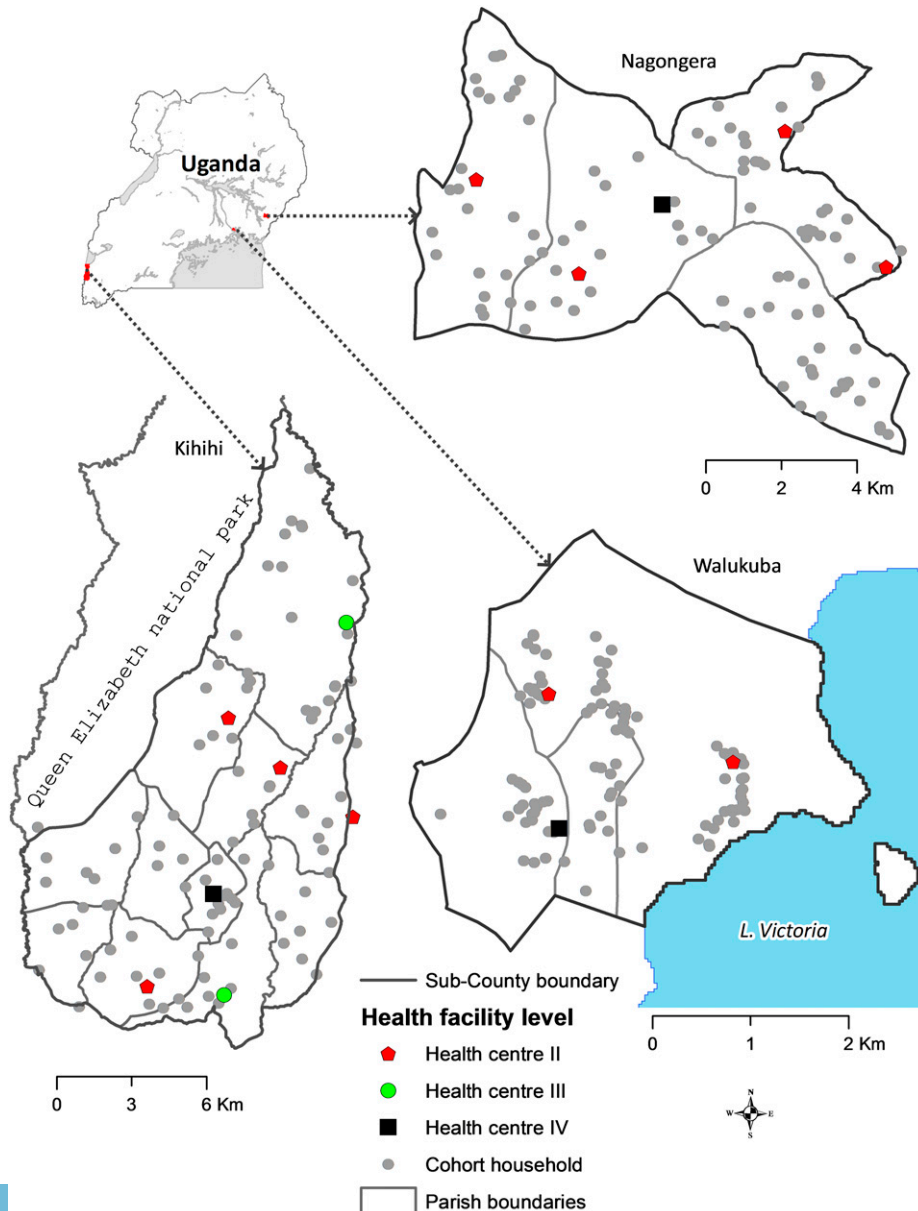 Uganda
Nagongera
0 2 4 Km
Kihihi
Queen Elizabeth national park
Walukuba
L. Victoria
0 1 2 Km
Sub-County boundary
Health facility level
Health centre II
Health centre III
Health centre IV
Cohort household
Parish boundaries
0 3 6 Km
N
W E
S